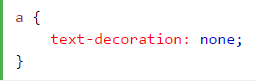 a {
    text-decoration: none;
}